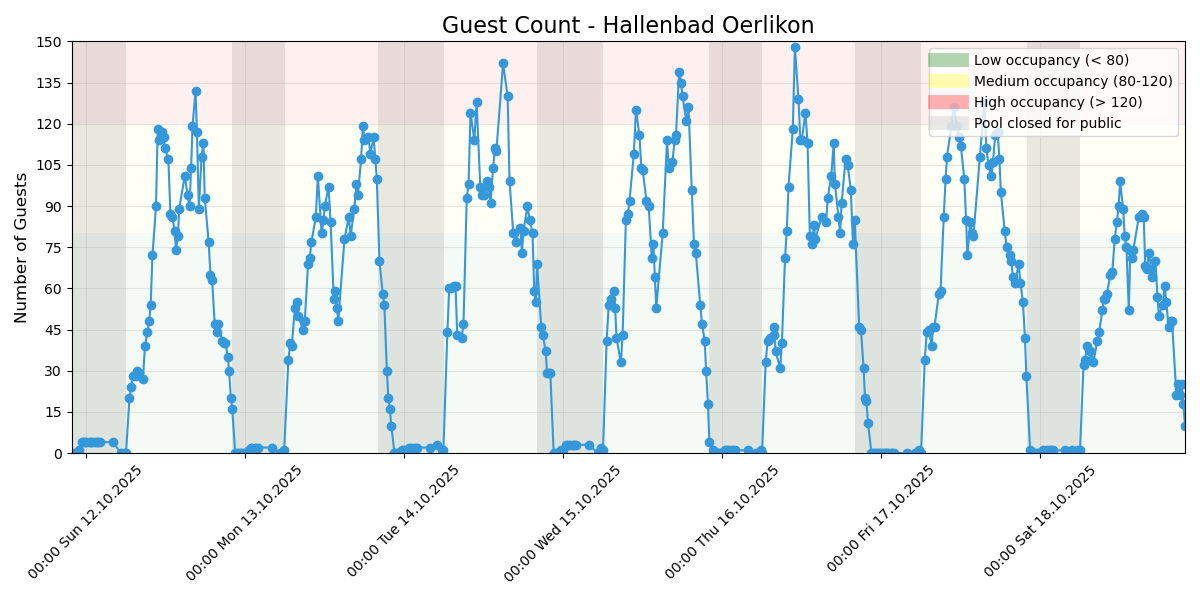 Guest Count - Hallenbad Oerlikon
Number of Guests
150
135
120
105
90
75
60
45
30
15
0
Low occupancy (< 80)
Medium occupancy (80-120)
High occupancy (> 120)
Pool closed for public
00:00 Sun 12.10.2025
00:00 Mon 13.10.2025
00:00 Tue 14.10.2025
00:00 Wed 15.10.2025
00:00 Thu 16.10.2025
00:00 Fri 17.10.2025
00:00 Sat 18.10.2025